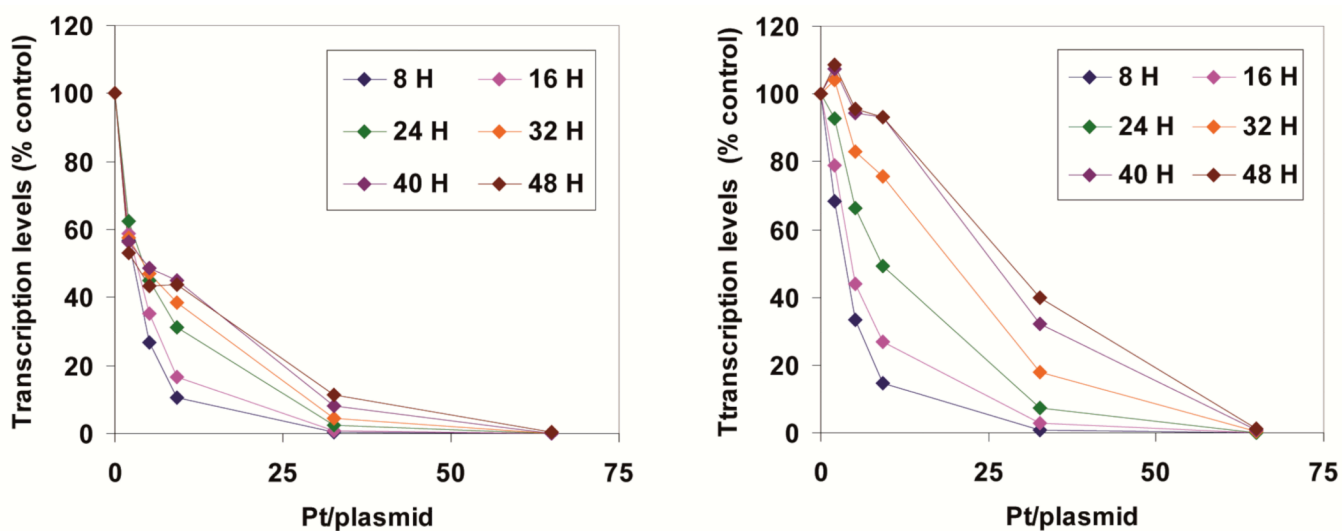 Transcription levels (% control)
120
100
80
60
40
20
0
8 H 16 H
24 H 32 H
40 H 48 H
0 25 50 75
Pt/plasmid
Ttranscription levels (% control)
120
100
80
60
40
20
0
8 H 16 H
24 H 32 H
40 H 48 H
0 25 50 75
Pt/plasmid